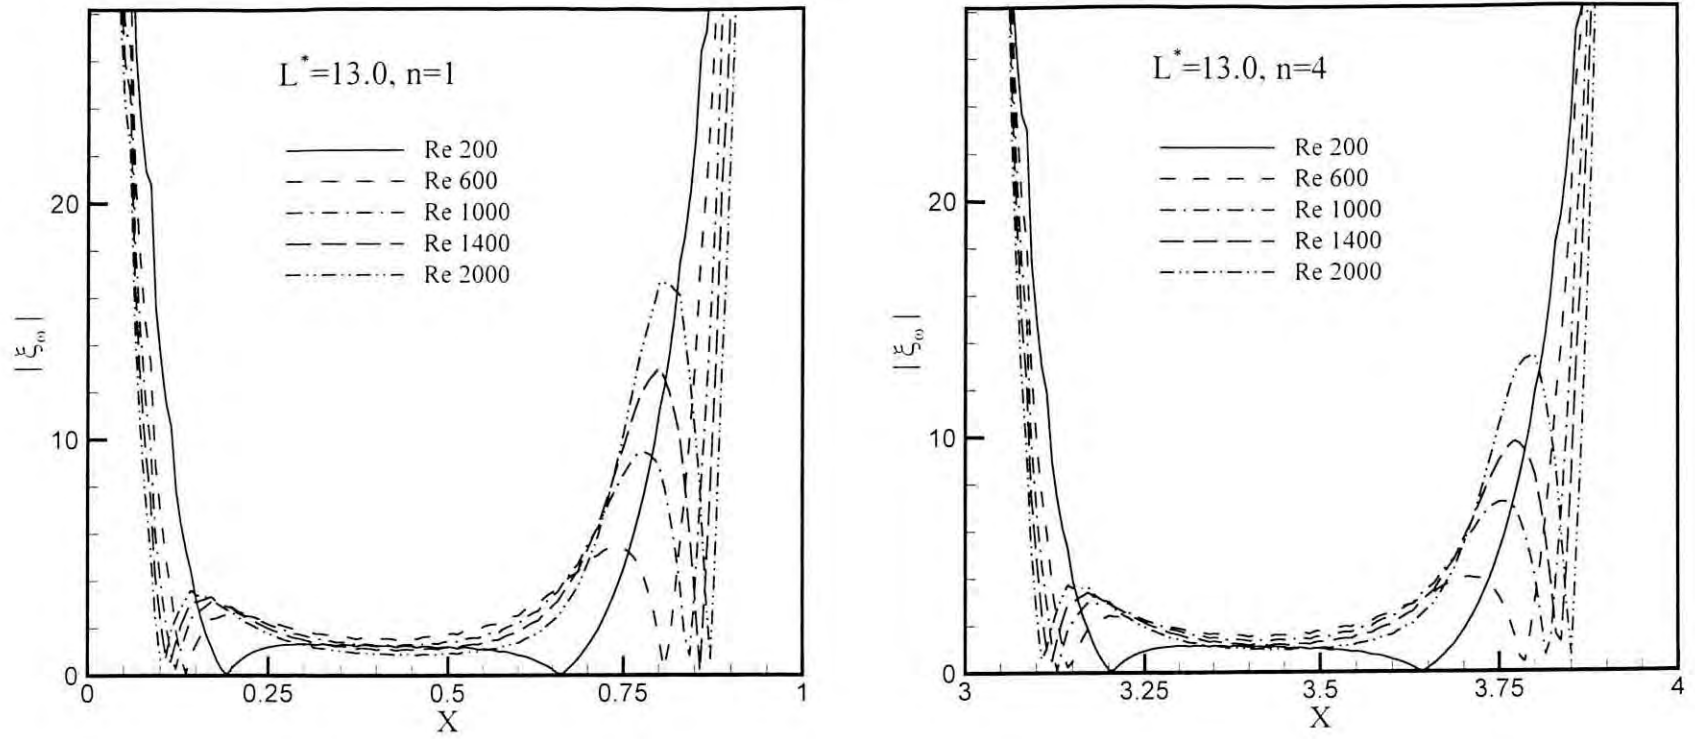 L*=13.0, n=1
Re 200
Re 600
Re 1000
Re 1400
Re 2000
20
10
0
|ξω|
0
0.25
0.5
0.75
1
X
L*=13.0, n=4
Re 200
Re 600
Re 1000
Re 1400
Re 2000
20
10
0
|ξω|
3
3.25
3.5
3.75
4
X